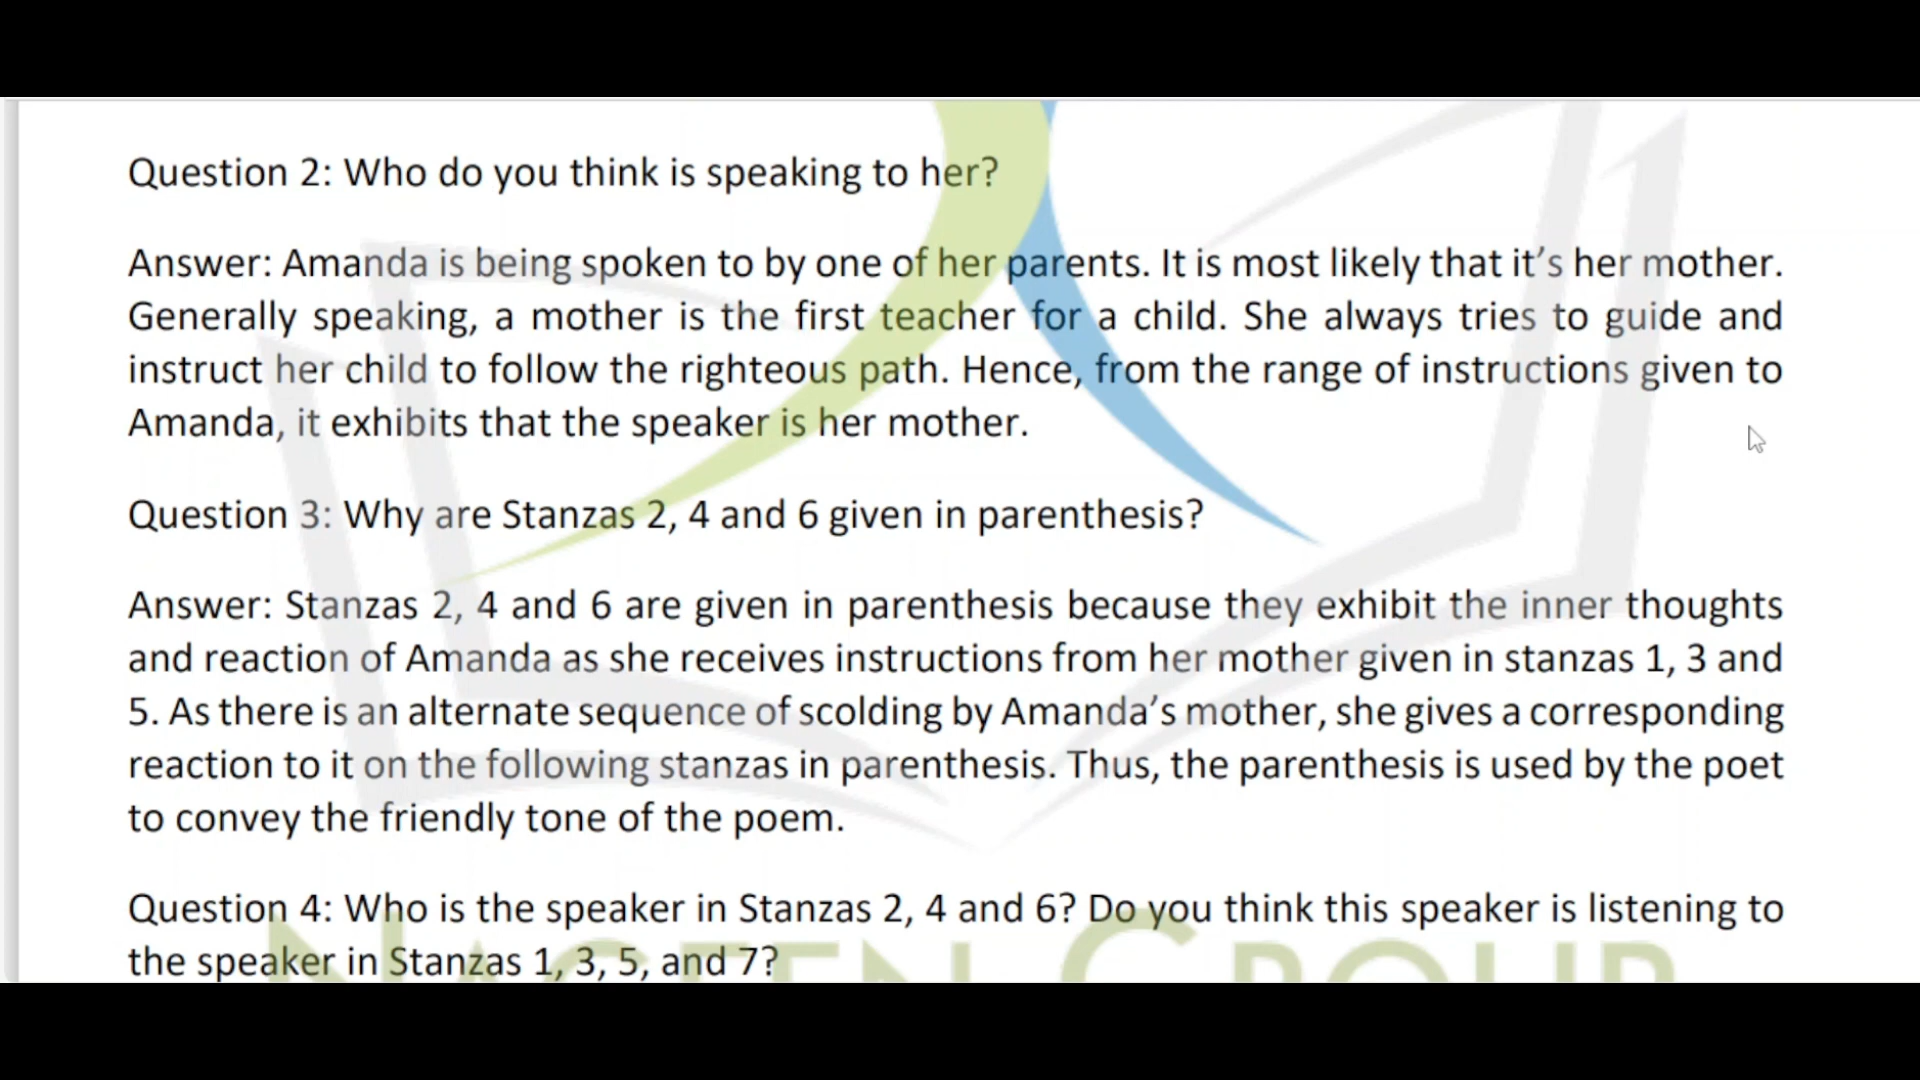 Question 2: Who do you think is speaking to her?
Answer: Amanda is being spoken to by one of her parents. It is most likely that it’s her mother.
Generally speaking, a mother is the first teacher for a child. She always tries to guide and
instruct her child to follow the righteous path. Hence, from the range of instructions given to
Amanda, it exhibits that the speaker is her mother.
Question 3: Why are Stanzas 2, 4 and 6 given in parenthesis?
Answer: Stanzas 2, 4 and 6 are given in parenthesis because they exhibit the inner thoughts
and reaction of Amanda as she receives instructions from her mother given in stanzas 1, 3 and
5. As there is an alternate sequence of scolding by Amanda’s mother, she gives a corresponding
reaction to it on the following stanzas in parenthesis. Thus, the parenthesis is used by the poet
to convey the friendly tone of the poem.
Question 4: Who is the speaker in Stanzas 2, 4 and 6? Do you think this speaker is listening to
the speaker in Stanzas 1, 3, 5, and 7?